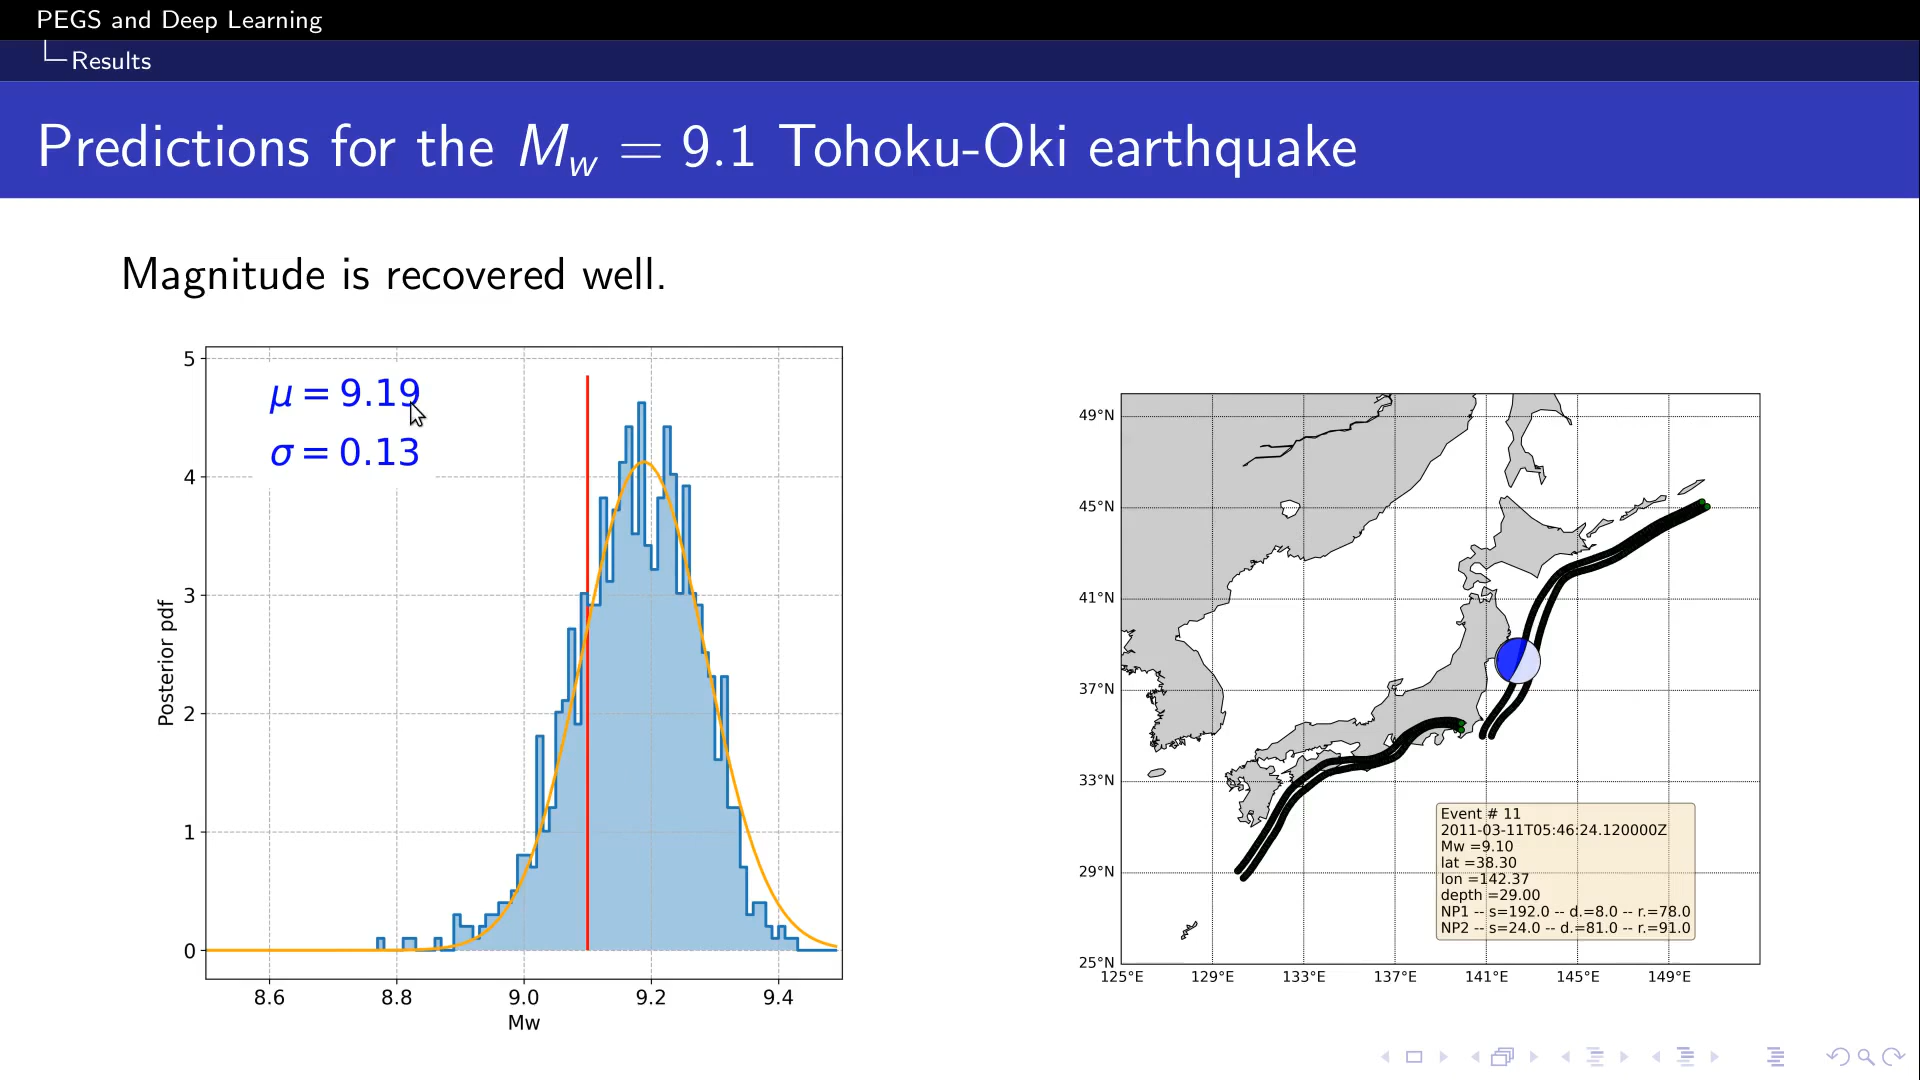 PEGS and Deep Learning
Results
Predictions for the M_w = 9.1 Tohoku-Oki earthquake
Magnitude is recovered well.
μ = 9.19
σ = 0.13
5
4
3
2
1
0
Posterior pdf
8.6 8.8 9.0 9.2 9.4
Mw
49°N
45°N
41°N
37°N
33°N
29°N
25°N
125°E 129°E 133°E 137°E 141°E 145°E 149°E
Event # 11
2011-03-11T05:46:24.120000Z
Mw =9.10
lat =38.30
lon =142.37
depth =29.00
NP1 -- s=192.0 -- d.=8.0 -- r.=78.0
NP2 -- s=24.0 -- d.=81.0 -- r.=91.0